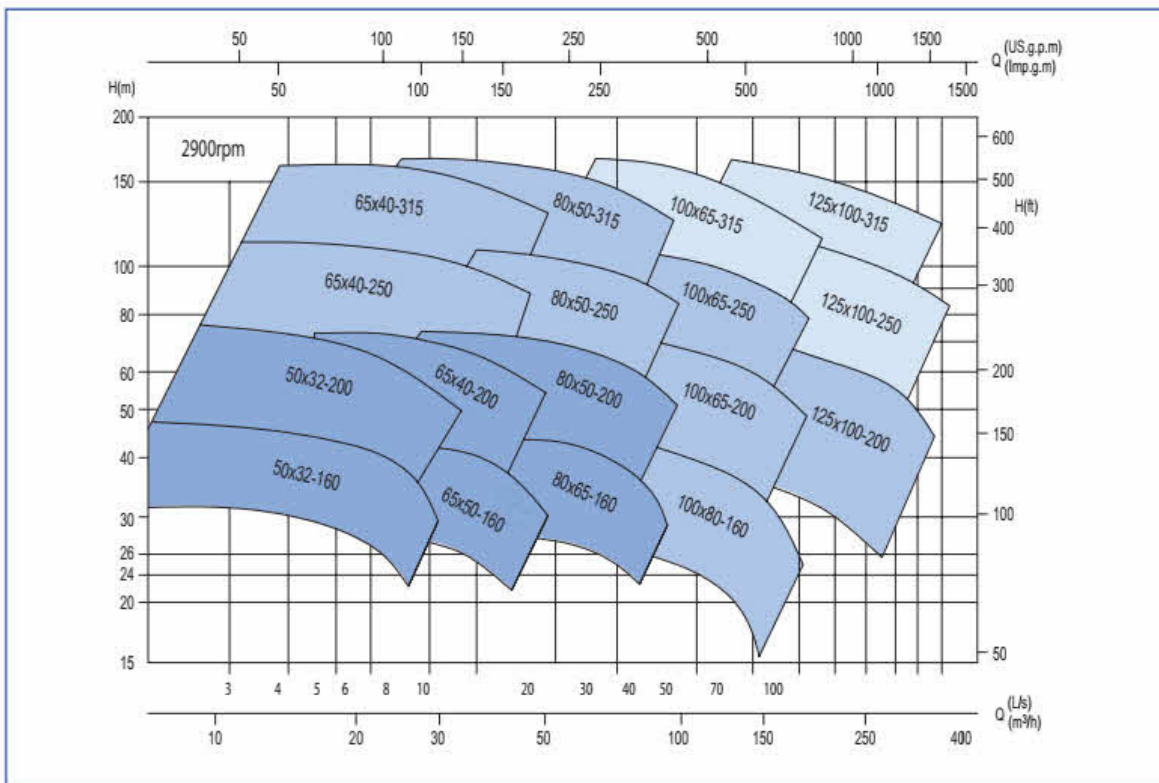 50 100 150 250 500 1000 1500
Q (US.g.p.m)
(Imp.g.m)
50 100 150 250 500 1000 1500
H(m)
200
150
100
80
60
50
40
30
26
24
20
15
2900rpm
65x40-315
80x50-315
100x65-315
125x100-315
65x40-250
80x50-250
100x65-250
125x100-250
50x32-200
65x40-200
80x50-200
100x65-200
125x100-200
50x32-160
65x50-160
80x65-160
100x80-160
600
500
H(ft)
400
300
200
150
100
50
3 4 5 6 8 10 20 30 40 50 70 100
Q (L/s)
(m³/h)
10 20 30 50 100 150 250 400